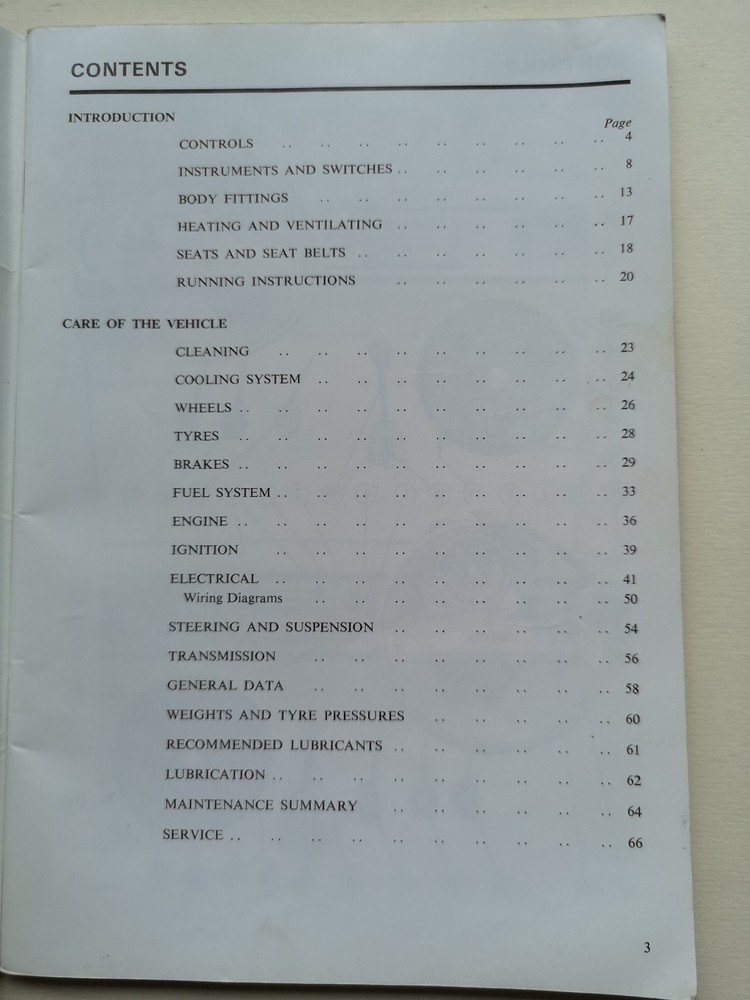 CONTENTS
INTRODUCTION
Page
CONTROLS .. .. .. .. .. .. .. .. .. 4
INSTRUMENTS AND SWITCHES .. .. .. .. .. .. 8
BODY FITTINGS .. .. .. .. .. .. .. .. 13
HEATING AND VENTILATING .. .. .. .. .. .. 17
SEATS AND SEAT BELTS .. .. .. .. .. .. .. 18
RUNNING INSTRUCTIONS .. .. .. .. .. .. 20
CARE OF THE VEHICLE
CLEANING .. .. .. .. .. .. .. .. .. 23
COOLING SYSTEM .. .. .. .. .. .. .. .. 24
WHEELS .. .. .. .. .. .. .. .. .. .. 26
TYRES .. .. .. .. .. .. .. .. .. .. 28
BRAKES .. .. .. .. .. .. .. .. .. .. 29
FUEL SYSTEM .. .. .. .. .. .. .. .. .. 33
ENGINE .. .. .. .. .. .. .. .. .. .. 36
IGNITION .. .. .. .. .. .. .. .. .. 39
ELECTRICAL .. .. .. .. .. .. .. .. .. 41
Wiring Diagrams .. .. .. .. .. .. .. .. 50
STEERING AND SUSPENSION .. .. .. .. .. .. 54
TRANSMISSION .. .. .. .. .. .. .. .. 56
GENERAL DATA .. .. .. .. .. .. .. .. 58
WEIGHTS AND TYRE PRESSURES .. .. .. .. .. 60
RECOMMENDED LUBRICANTS .. .. .. .. .. .. 61
LUBRICATION .. .. .. .. .. .. .. .. .. 62
MAINTENANCE SUMMARY .. .. .. .. .. .. 64
SERVICE .. .. .. .. .. .. .. .. .. .. 66
3